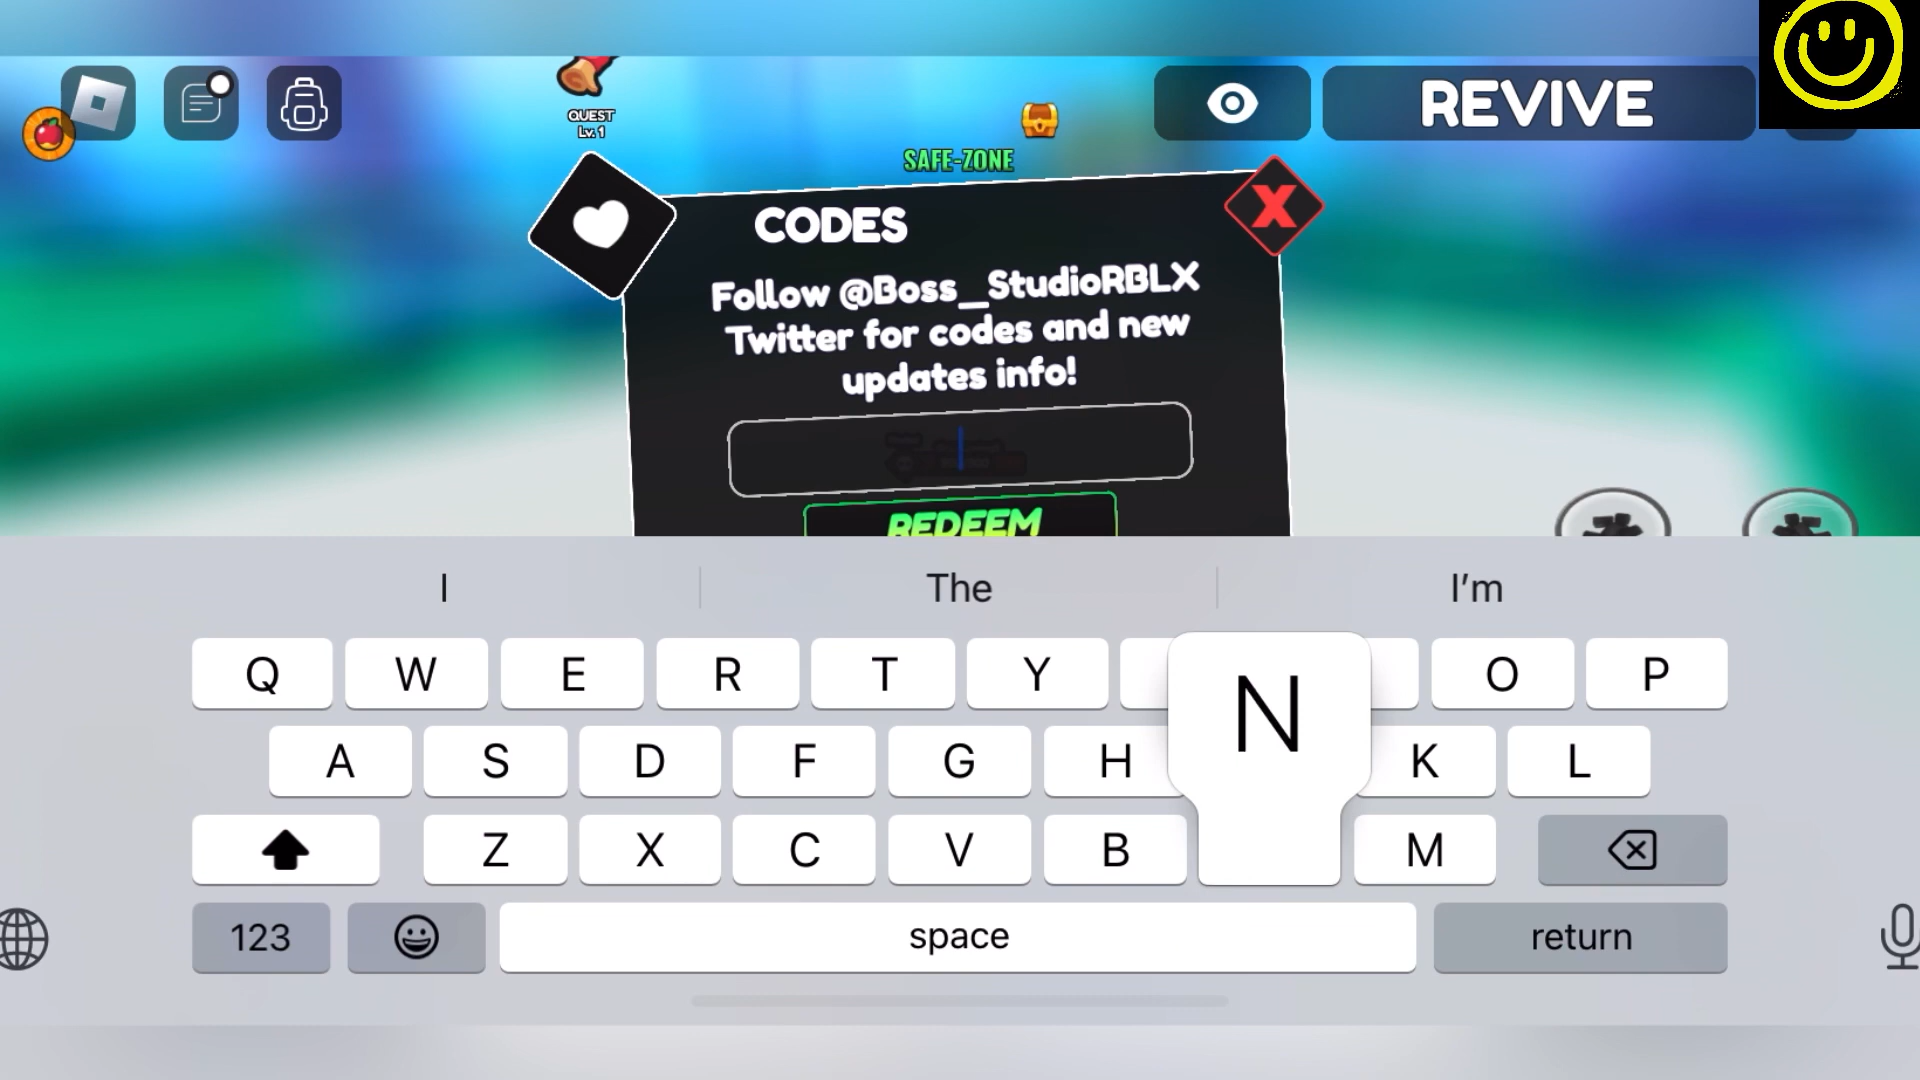 QUEST
Lv. 1
REVIVE
SAFE-ZONE
CODES
Follow @Boss_StudioRBLX
Twitter for codes and new
updates info!
REDEEM
I
The
I'm
Q W E R T Y O P
N
A S D F G H K L
Z X C V B M
123
space
return